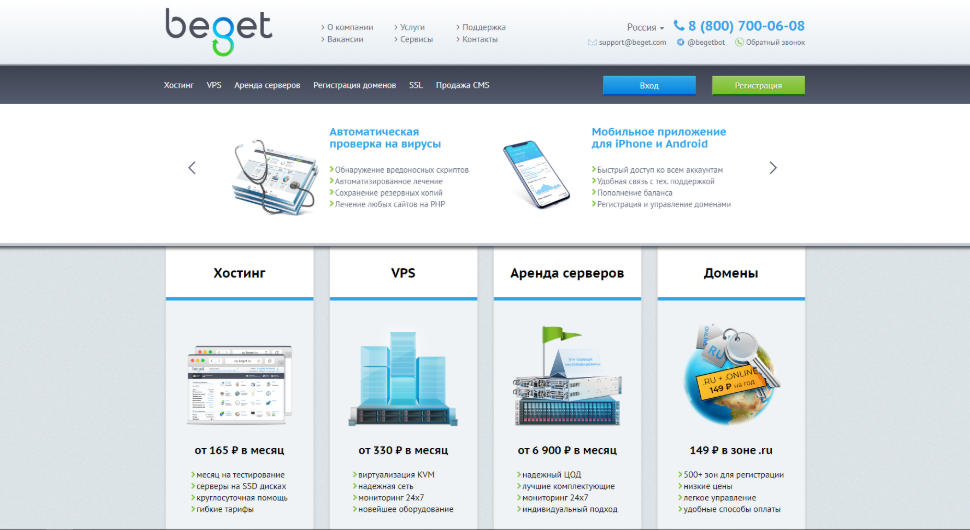 beget
О компании
Услуги
Поддержка
Вакансии
Сервисы
Контакты
Россия
8 (800) 700-06-08
support@beget.com
@begetbot
Обратный звонок
Хостинг
VPS
Аренда серверов
Регистрация доменов
SSL
Продажа CMS
Вход
Регистрация
Автоматическая
проверка на вирусы
Обнаружение вредоносных скриптов
Автоматизированное лечение
Сохранение резервных копий
Лечение любых сайтов на PHP
Мобильное приложение
для iPhone и Android
Быстрый доступ ко всем аккаунтам
Удобная связь с тех. поддержкой
Пополнение баланса
Регистрация и управление доменами
Хостинг
от 165 ₽ в месяц
месяц на тестирование
серверы на SSD дисках
круглосуточная помощь
гибкие тарифы
VPS
от 330 ₽ в месяц
виртуализация KVM
надежная сеть
мониторинг 24x7
новейшее оборудование
Аренда серверов
от 6 900 ₽ в месяц
надежный ЦОД
лучшие комплектующие
мониторинг 24x7
индивидуальный подход
Домены
.RU
.RU + .ONLINE
149 ₽ на год
149 ₽ в зоне .ru
500+ зон для регистрации
низкие цены
легкое управление
удобные способы оплаты